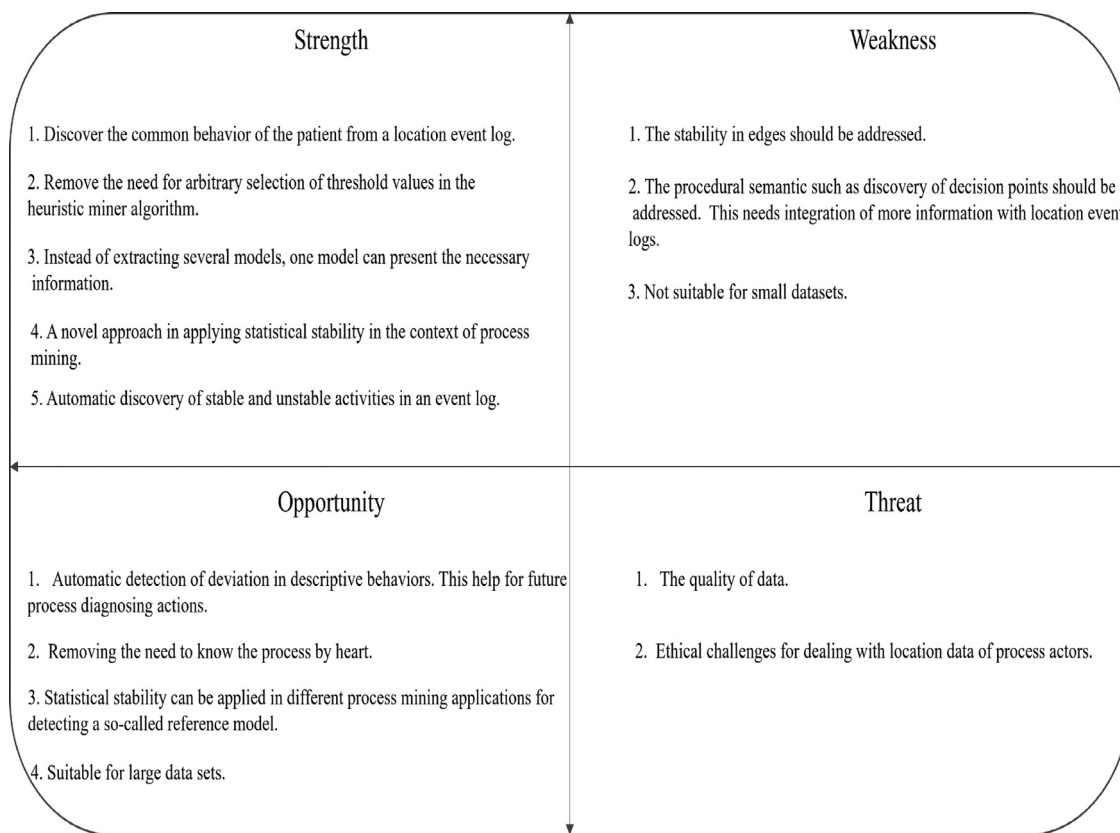 Strength
1. Discover the common behavior of the patient from a location event log.
2. Remove the need for arbitrary selection of threshold values in the
heuristic miner algorithm.
3. Instead of extracting several models, one model can present the necessary
information.
4. A novel approach in applying statistical stability in the context of process
mining.
5. Automatic discovery of stable and unstable activities in an event log.
Weakness
1. The stability in edges should be addressed.
2. The procedural semantic such as discovery of decision points should be
addressed. This needs integration of more information with location even
logs.
3. Not suitable for small datasets.
Opportunity
1. Automatic detection of deviation in descriptive behaviors. This help for future
process diagnosing actions.
2. Removing the need to know the process by heart.
3. Statistical stability can be applied in different process mining applications for
detecting a so-called reference model.
4. Suitable for large data sets.
Threat
1. The quality of data.
2. Ethical challenges for dealing with location data of process actors.